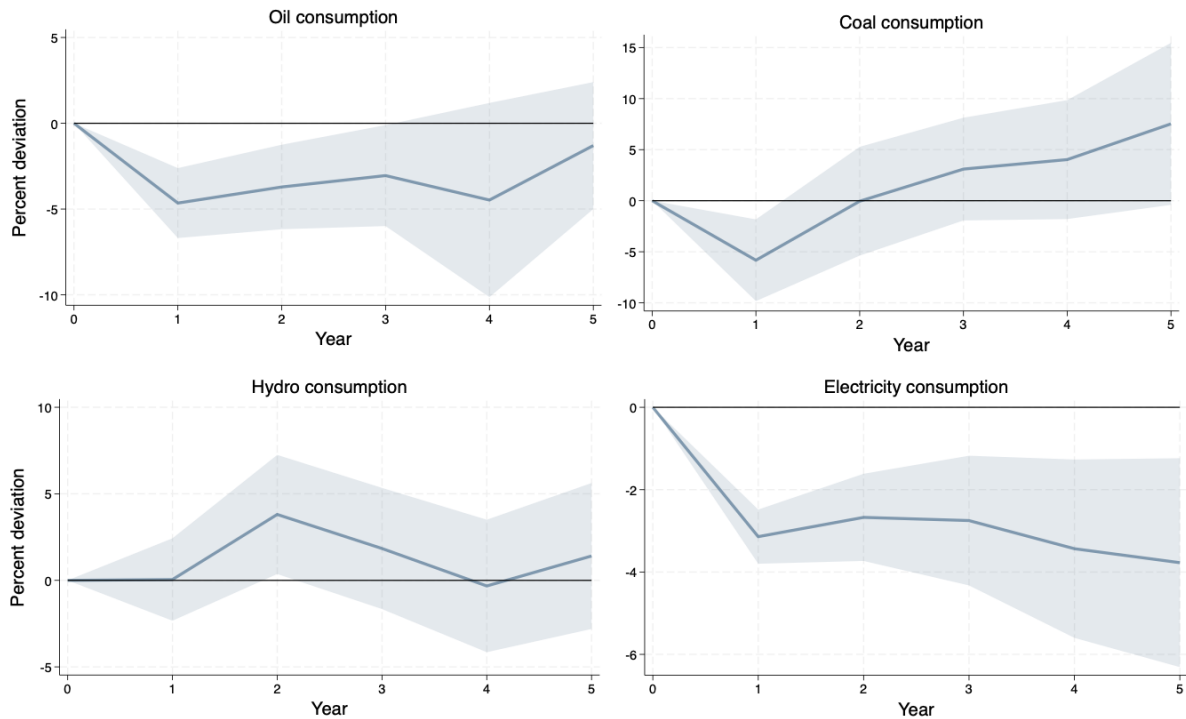 Oil consumption
Percent deviation
5
0
-5
-10
0 1 2 3 4 5
Year
Coal consumption
15
10
5
0
-5
-10
0 1 2 3 4 5
Year
Hydro consumption
Percent deviation
10
5
0
-5
0 1 2 3 4 5
Year
Electricity consumption
0
-2
-4
-6
0 1 2 3 4 5
Year